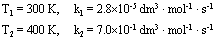 T₁ = 300 K, k₁ = 2.8×10⁻⁵ dm³ · mol⁻¹ · s⁻¹
T₂ = 400 K, k₂ = 7.0×10⁻¹ dm³ · mol⁻¹ · s⁻¹